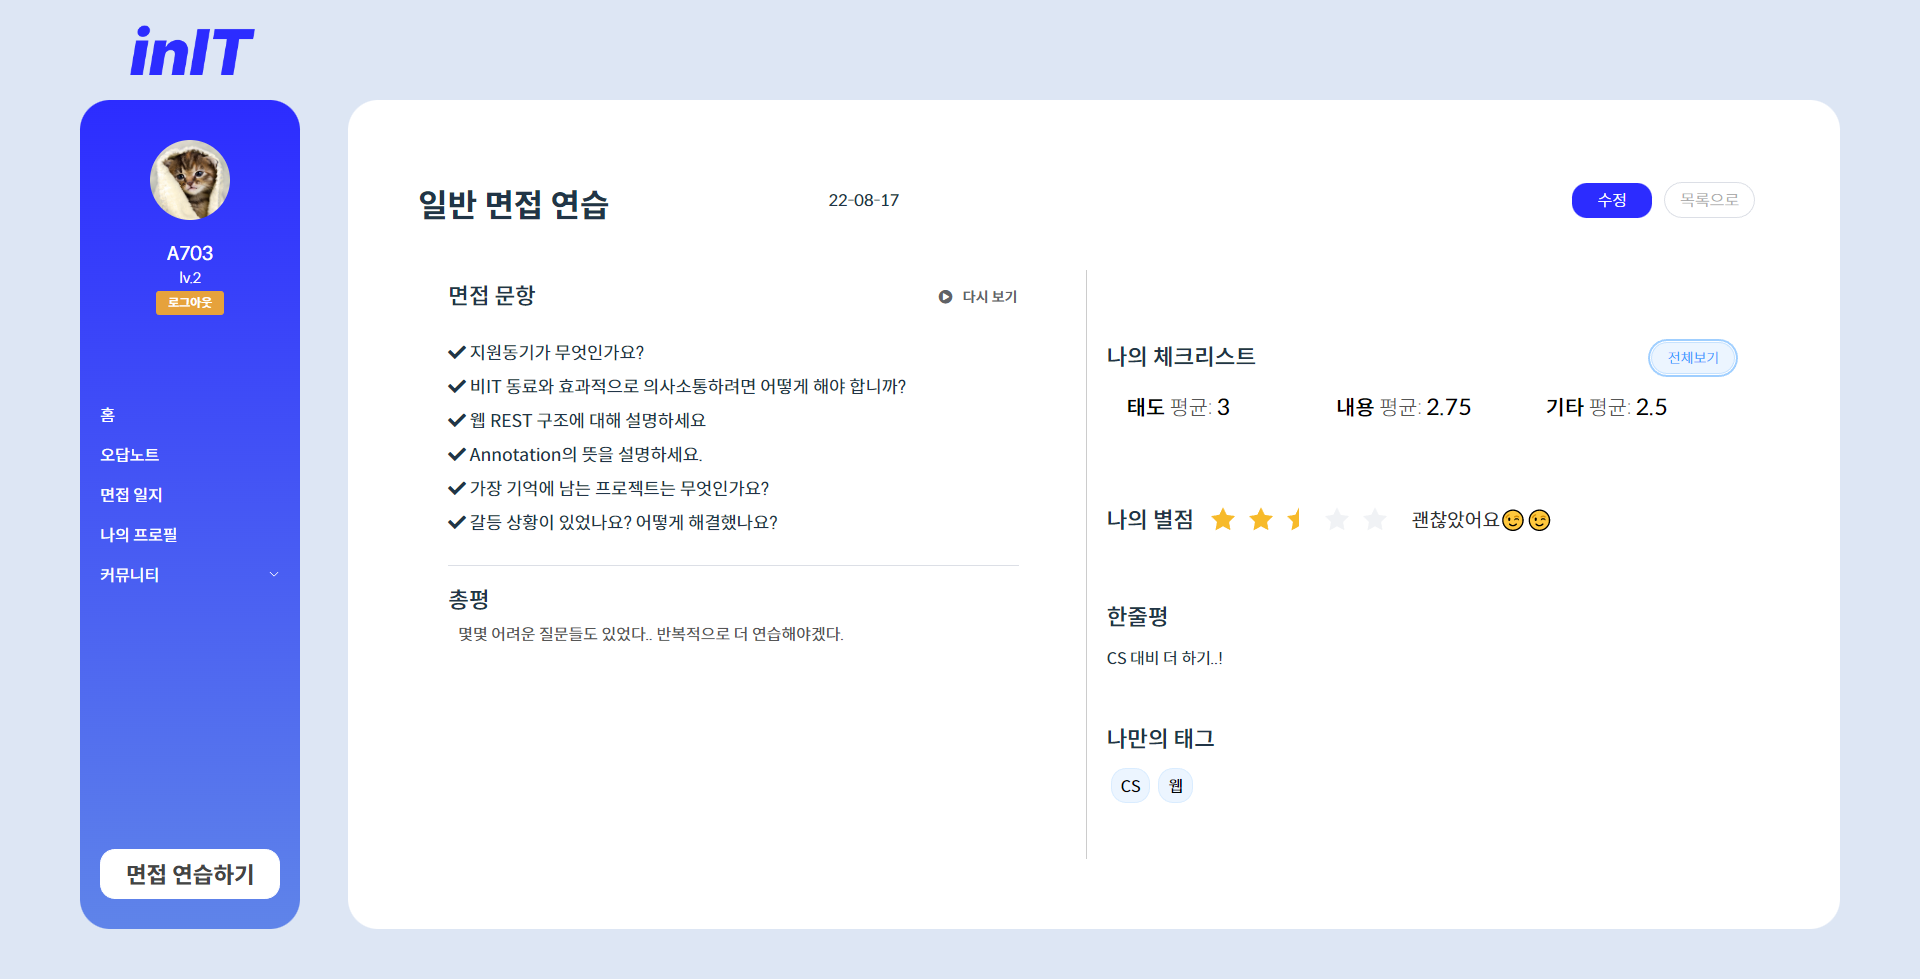 inIT
A703
lv.2
로그아웃
홈
오답노트
면접 일지
나의 프로필
커뮤니티
면접 연습하기
일반 면접 연습
22-08-17
수정
목록으로
면접 문항
다시 보기
지원동기가 무엇인가요?
비IT 동료와 효과적으로 의사소통하려면 어떻게 해야 합니까?
웹 REST 구조에 대해 설명하세요
Annotation의 뜻을 설명하세요.
가장 기억에 남는 프로젝트는 무엇인가요?
갈등 상황이 있었나요? 어떻게 해결했나요?
총평
몇몇 어려운 질문들도 있었다.. 반복적으로 더 연습해야겠다.
나의 체크리스트
전체보기
태도 평균: 3 내용 평균: 2.75 기타 평균: 2.5
나의 별점 괜찮았어요😉😉
한줄평
CS 대비 더 하기..!
나만의 태그
CS 웹